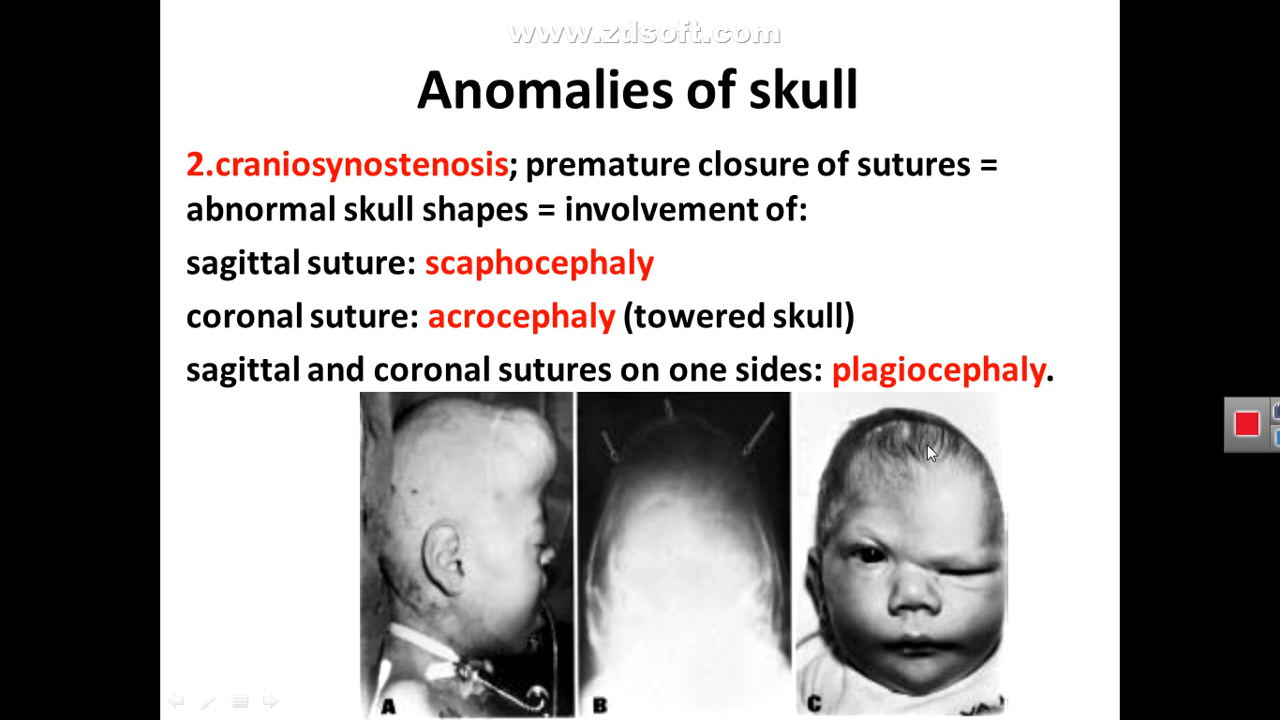 www.zdsoft.com
Anomalies of skull
2.craniosynostenosis; premature closure of sutures =
abnormal skull shapes = involvement of:
sagittal suture: scaphocephaly
coronal suture: acrocephaly (towered skull)
sagittal and coronal sutures on one sides: plagiocephaly.
A B C